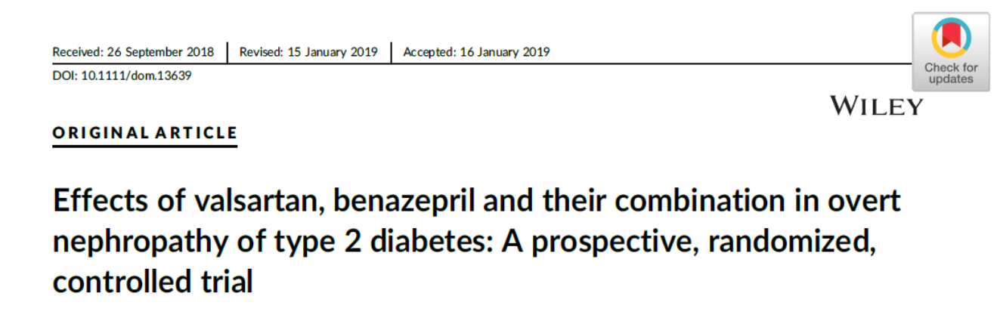 Received: 26 September 2018 | Revised: 15 January 2019 | Accepted: 16 January 2019
DOI: 10.1111/dom.13639
Check for
updates
WILEY
ORIGINAL ARTICLE
Effects of valsartan, benazepril and their combination in overt
nephropathy of type 2 diabetes: A prospective, randomized,
controlled trial